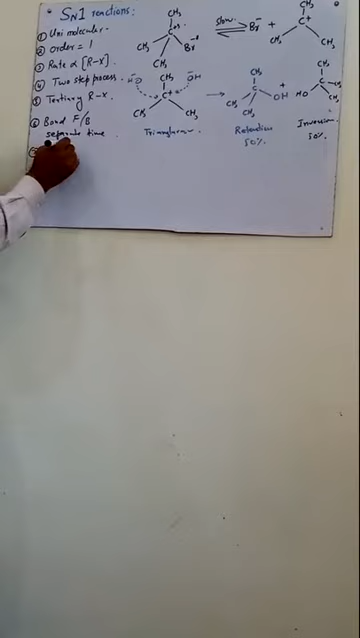 SN1 reactions:
① Uni molecular.
② order = 1
③ Rate α [R-X].
④ Two step process.
⑤ Tertiary R-X.
⑥ Bond F/B
separate time.
CH3
C
CH3
Br
CH3
slow
Br⁻ +
CH3
C+
CH3
CH3
HO
OH
CH3
C+
CH3
CH3
→
CH3
C
CH3
OH
CH3
+
CH3
HO
C
CH3
CH3
Retention
50%
Inversion
50%